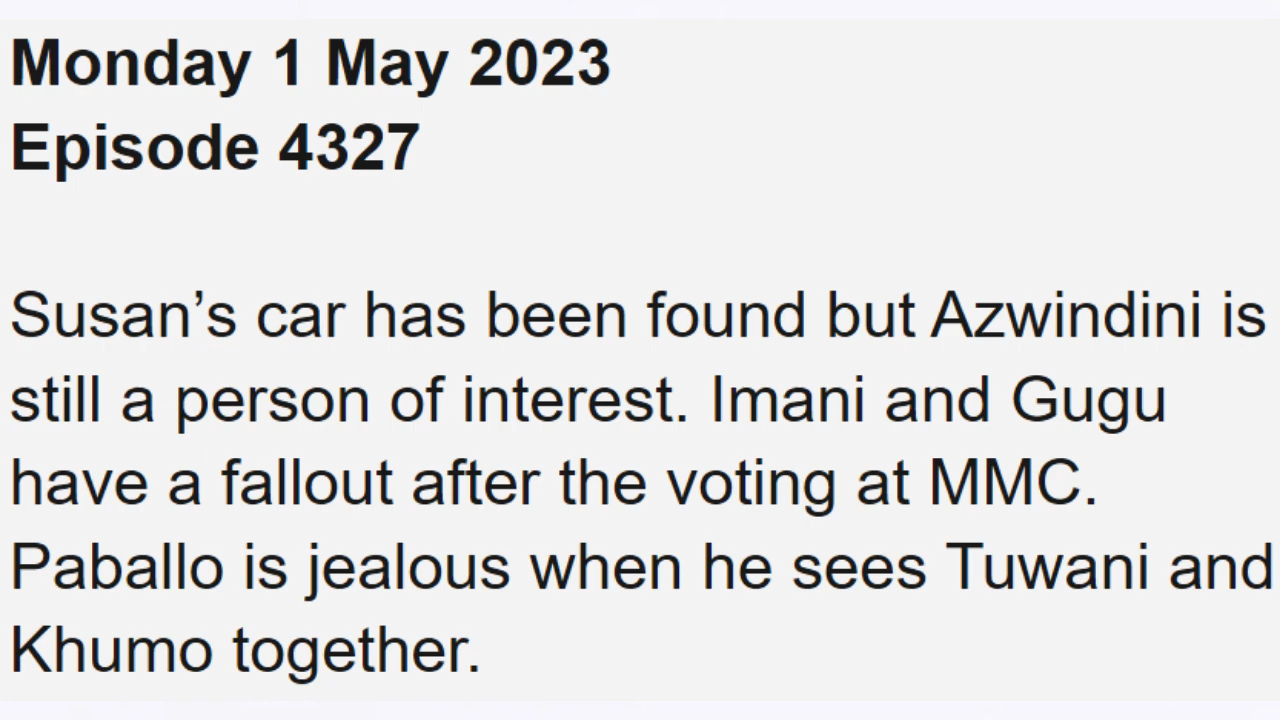 Monday 1 May 2023
Episode 4327
Susan’s car has been found but Azwindini is
still a person of interest. Imani and Gugu
have a fallout after the voting at MMC.
Paballo is jealous when he sees Tuwani and
Khumo together.